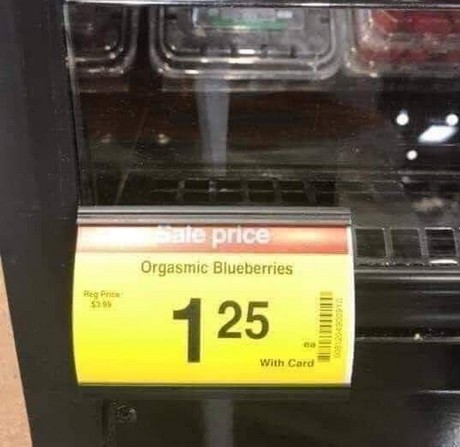 Sale price
Orgasmic Blueberries
Reg Price
$3.99
1 25
ea
With Card